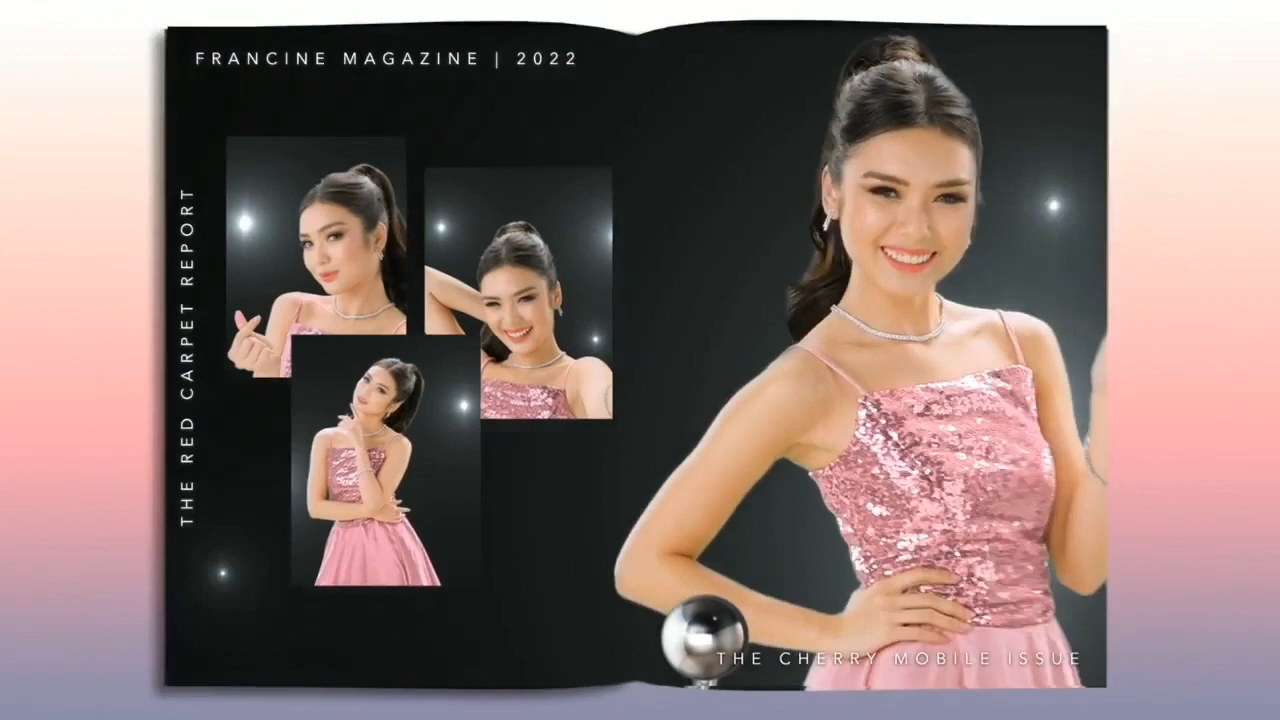 FRANCINE MAGAZINE | 2022
THE RED CARPET REPORT
THE CHERRY MOBILE ISSUE